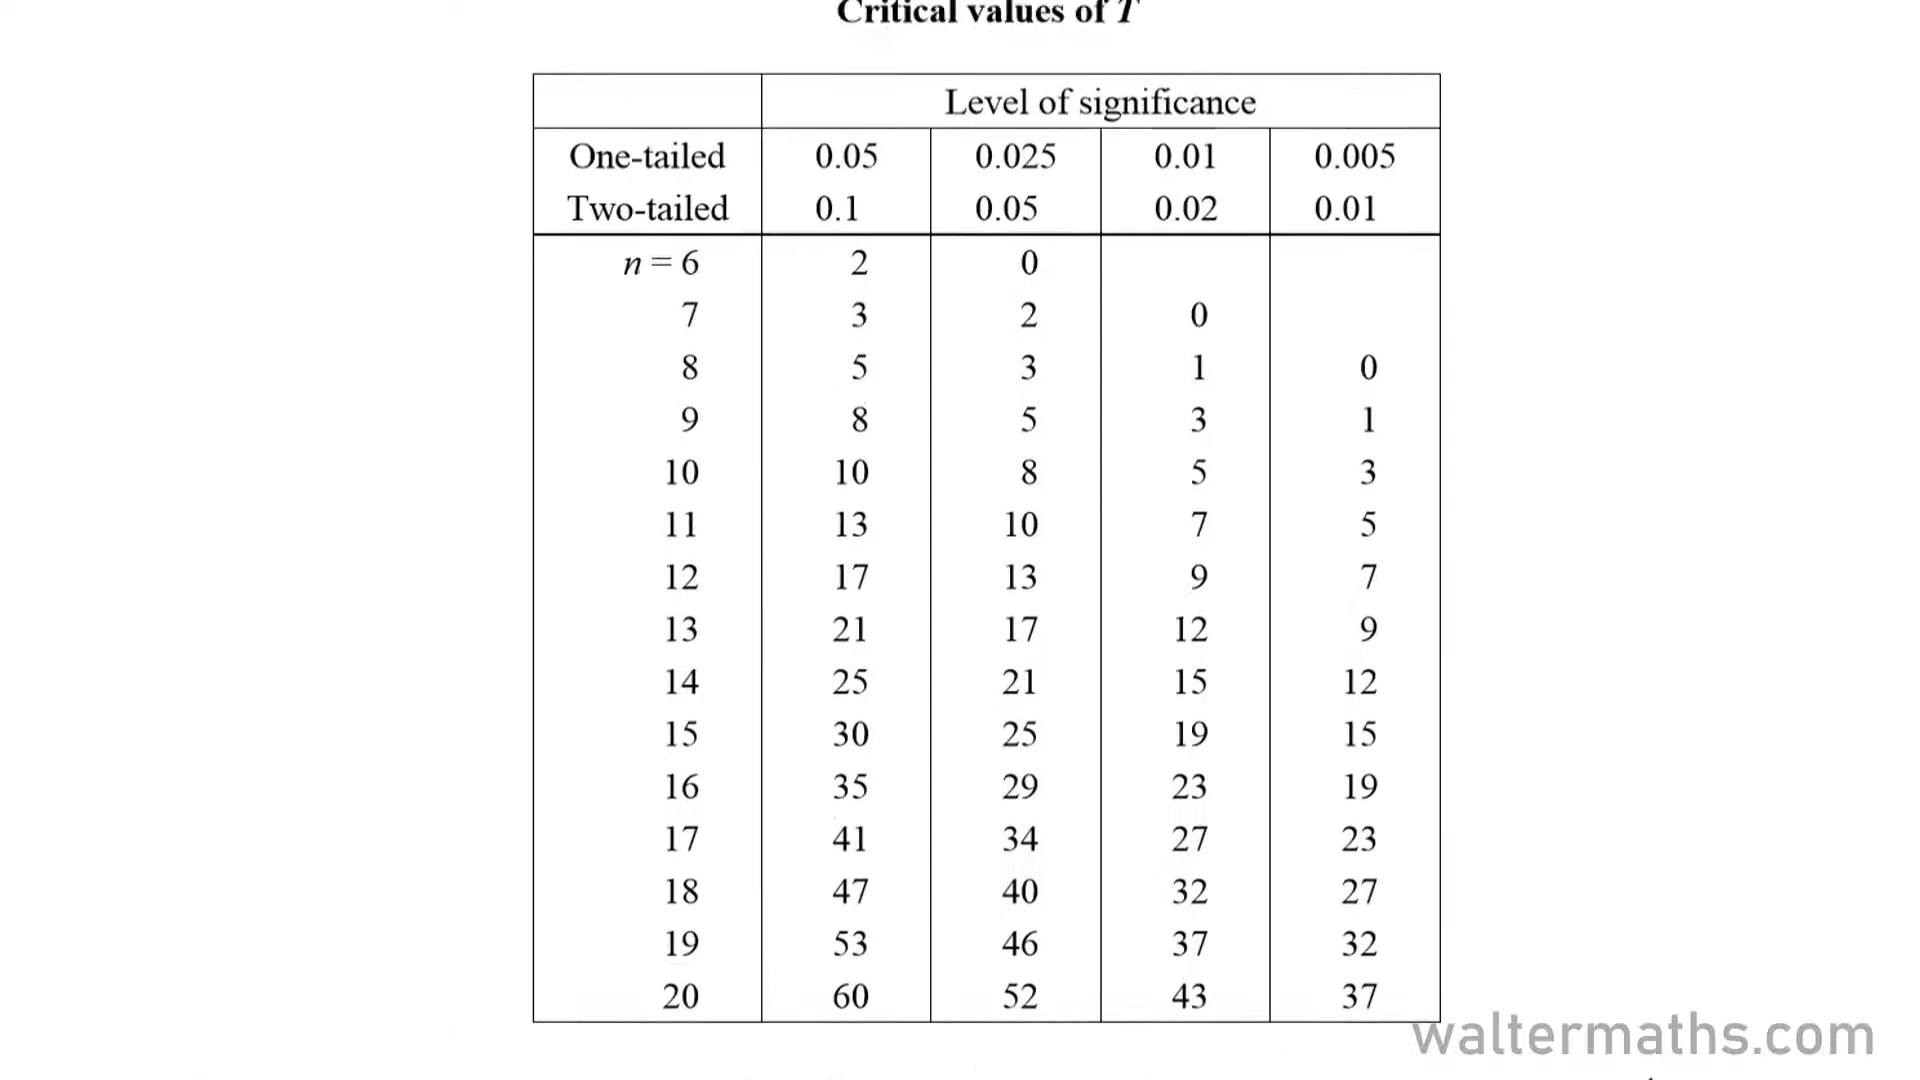 Critical values of T
Level of significance
One-tailed 0.05 0.025 0.01 0.005
Two-tailed 0.1 0.05 0.02 0.01
n = 6 2 0
7 3 2 0
8 5 3 1 0
9 8 5 3 1
10 10 8 5 3
11 13 10 7 5
12 17 13 9 7
13 21 17 12 9
14 25 21 15 12
15 30 25 19 15
16 35 29 23 19
17 41 34 27 23
18 47 40 32 27
19 53 46 37 32
20 60 52 43 37
waltermaths.com